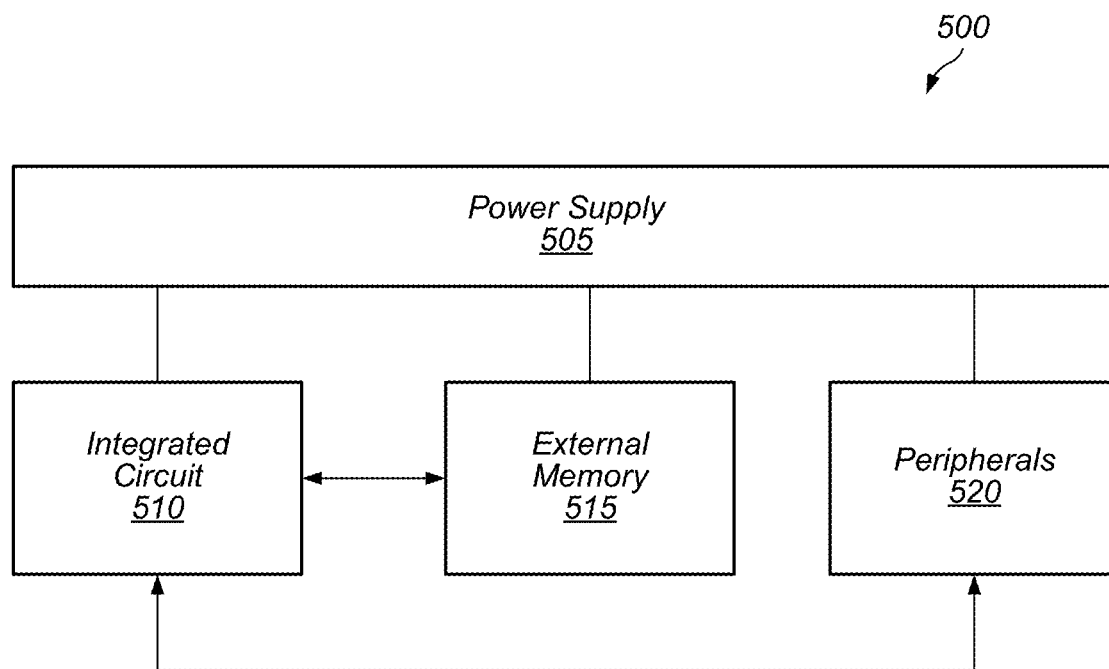 500
Power Supply
505
Integrated
Circuit
510
External
Memory
515
Peripherals
520